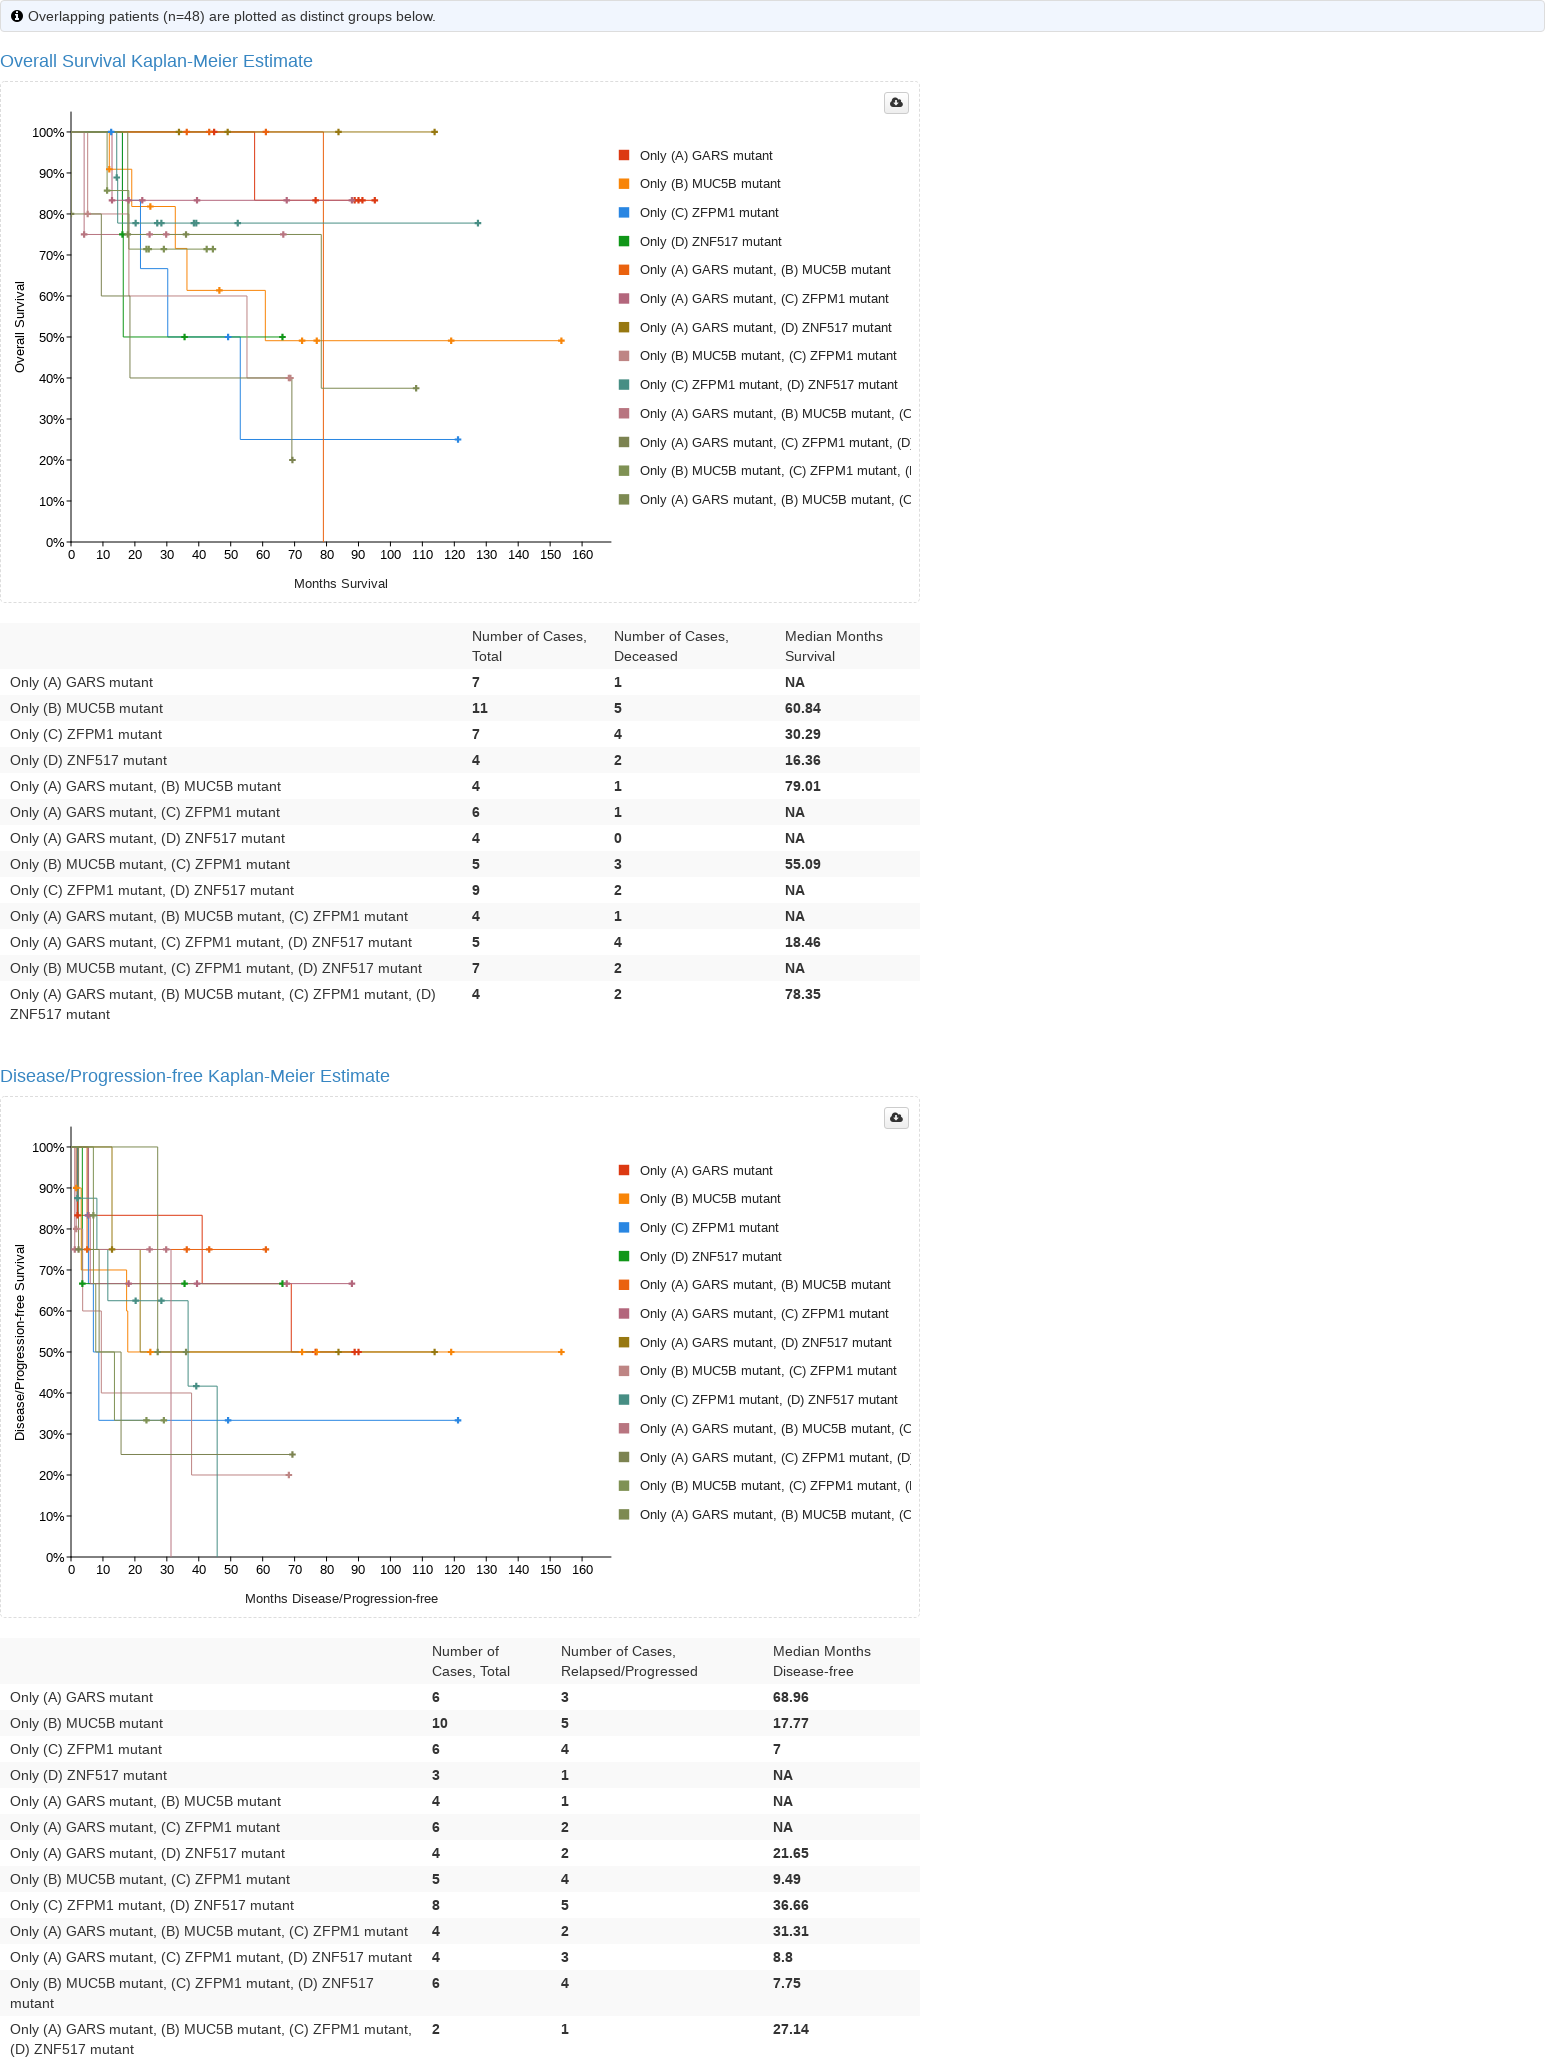 Overlapping patients (n=48) are plotted as distinct groups below.
Overall Survival Kaplan-Meier Estimate
100%
90%
80%
70%
60%
50%
40%
30%
20%
10%
0%
Overall Survival
0 10 20 30 40 50 60 70 80 90 100 110 120 130 140 150 160
Months Survival
Only (A) GARS mutant
Only (B) MUC5B mutant
Only (C) ZFPM1 mutant
Only (D) ZNF517 mutant
Only (A) GARS mutant, (B) MUC5B mutant
Only (A) GARS mutant, (C) ZFPM1 mutant
Only (A) GARS mutant, (D) ZNF517 mutant
Only (B) MUC5B mutant, (C) ZFPM1 mutant
Only (C) ZFPM1 mutant, (D) ZNF517 mutant
Only (A) GARS mutant, (B) MUC5B mutant, (C
Only (A) GARS mutant, (C) ZFPM1 mutant, (D)
Only (B) MUC5B mutant, (C) ZFPM1 mutant, (
Only (A) GARS mutant, (B) MUC5B mutant, (C
Number of Cases, Number of Cases, Median Months
Total Deceased Survival
Only (A) GARS mutant 7 1 NA
Only (B) MUC5B mutant 11 5 60.84
Only (C) ZFPM1 mutant 7 4 30.29
Only (D) ZNF517 mutant 4 2 16.36
Only (A) GARS mutant, (B) MUC5B mutant 4 1 79.01
Only (A) GARS mutant, (C) ZFPM1 mutant 6 1 NA
Only (A) GARS mutant, (D) ZNF517 mutant 4 0 NA
Only (B) MUC5B mutant, (C) ZFPM1 mutant 5 3 55.09
Only (C) ZFPM1 mutant, (D) ZNF517 mutant 9 2 NA
Only (A) GARS mutant, (B) MUC5B mutant, (C) ZFPM1 mutant 4 1 NA
Only (A) GARS mutant, (C) ZFPM1 mutant, (D) ZNF517 mutant 5 4 18.46
Only (B) MUC5B mutant, (C) ZFPM1 mutant, (D) ZNF517 mutant 7 2 NA
Only (A) GARS mutant, (B) MUC5B mutant, (C) ZFPM1 mutant, (D) 4 2 78.35
ZNF517 mutant
Disease/Progression-free Kaplan-Meier Estimate
100%
90%
80%
70%
60%
50%
40%
30%
20%
10%
0%
Disease/Progression-free Survival
0 10 20 30 40 50 60 70 80 90 100 110 120 130 140 150 160
Months Disease/Progression-free
Only (A) GARS mutant
Only (B) MUC5B mutant
Only (C) ZFPM1 mutant
Only (D) ZNF517 mutant
Only (A) GARS mutant, (B) MUC5B mutant
Only (A) GARS mutant, (C) ZFPM1 mutant
Only (A) GARS mutant, (D) ZNF517 mutant
Only (B) MUC5B mutant, (C) ZFPM1 mutant
Only (C) ZFPM1 mutant, (D) ZNF517 mutant
Only (A) GARS mutant, (B) MUC5B mutant, (C
Only (A) GARS mutant, (C) ZFPM1 mutant, (D)
Only (B) MUC5B mutant, (C) ZFPM1 mutant, (
Only (A) GARS mutant, (B) MUC5B mutant, (C
Number of Number of Cases, Median Months
Cases, Total Relapsed/Progressed Disease-free
Only (A) GARS mutant 6 3 68.96
Only (B) MUC5B mutant 10 5 17.77
Only (C) ZFPM1 mutant 6 4 7
Only (D) ZNF517 mutant 3 1 NA
Only (A) GARS mutant, (B) MUC5B mutant 4 1 NA
Only (A) GARS mutant, (C) ZFPM1 mutant 6 2 NA
Only (A) GARS mutant, (D) ZNF517 mutant 4 2 21.65
Only (B) MUC5B mutant, (C) ZFPM1 mutant 5 4 9.49
Only (C) ZFPM1 mutant, (D) ZNF517 mutant 8 5 36.66
Only (A) GARS mutant, (B) MUC5B mutant, (C) ZFPM1 mutant 4 2 31.31
Only (A) GARS mutant, (C) ZFPM1 mutant, (D) ZNF517 mutant 4 3 8.8
Only (B) MUC5B mutant, (C) ZFPM1 mutant, (D) ZNF517 6 4 7.75
mutant
Only (A) GARS mutant, (B) MUC5B mutant, (C) ZFPM1 mutant, 2 1 27.14
(D) ZNF517 mutant